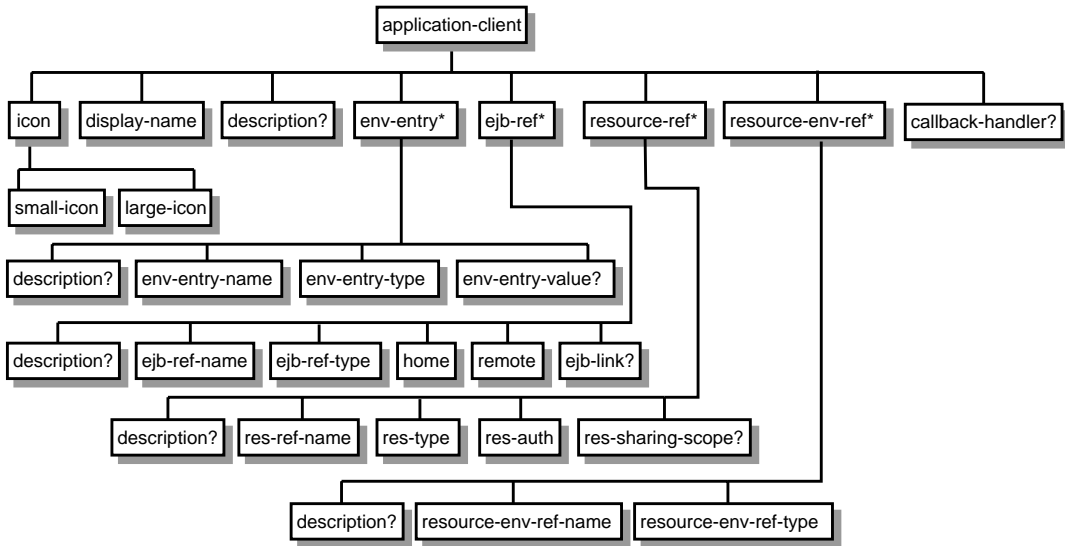 application-client
icon display-name description? env-entry* ejb-ref* resource-ref* resource-env-ref* callback-handler?
small-icon large-icon
description? env-entry-name env-entry-type env-entry-value?
description? ejb-ref-name ejb-ref-type home remote ejb-link?
description? res-ref-name res-type res-auth res-sharing-scope?
description? resource-env-ref-name resource-env-ref-type